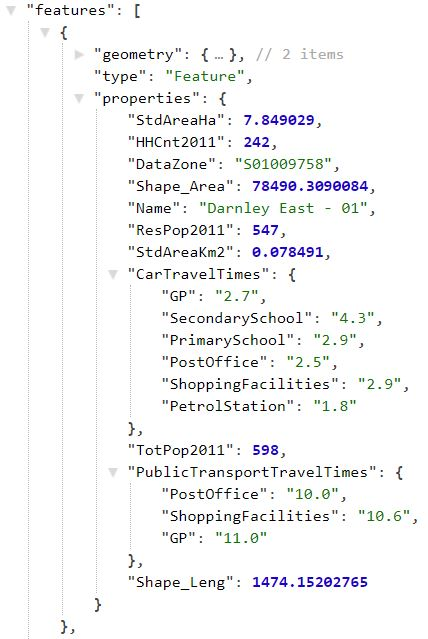 "features": [
{
"geometry": { … }, // 2 items
"type": "Feature",
"properties": {
"StdAreaHa": 7.849029,
"HHCnt2011": 242,
"DataZone": "S01009758",
"Shape_Area": 78490.3090084,
"Name": "Darnley East - 01",
"ResPop2011": 547,
"StdAreaKm2": 0.078491,
"CarTravelTimes": {
"GP": "2.7",
"SecondarySchool": "4.3",
"PrimarySchool": "2.9",
"PostOffice": "2.5",
"ShoppingFacilities": "2.9",
"PetrolStation": "1.8"
},
"TotPop2011": 598,
"PublicTransportTravelTimes": {
"PostOffice": "10.0",
"ShoppingFacilities": "10.6",
"GP": "11.0"
},
"Shape_Leng": 1474.15202765
}
},